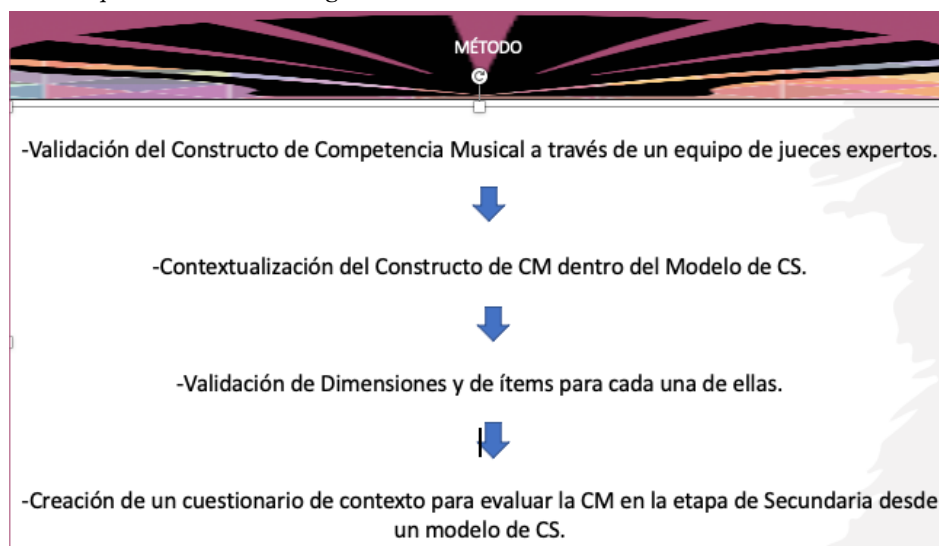 MÉTODO
-Validación del Constructo de Competencia Musical a través de un equipo de jueces expertos.
-Contextualización del Constructo de CM dentro del Modelo de CS.
-Validación de Dimensiones y de ítems para cada una de ellas.
-Creación de un cuestionario de contexto para evaluar la CM en la etapa de Secundaria desde
un modelo de CS.